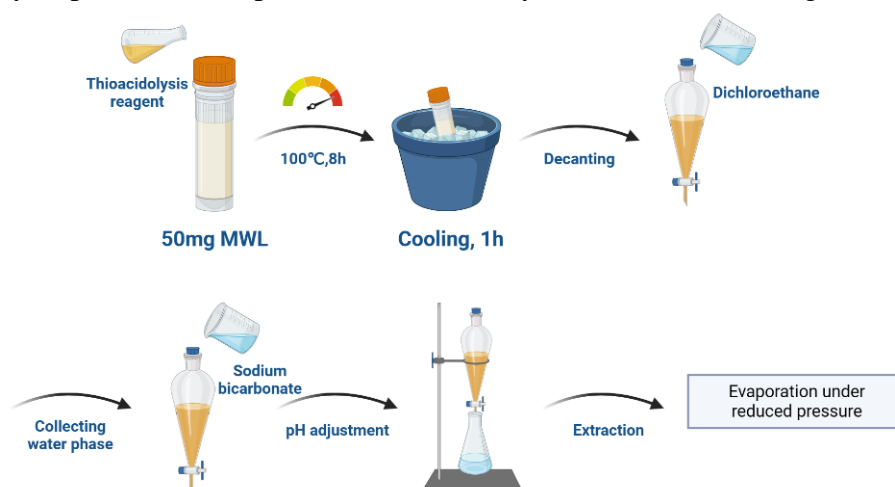 Thioacidolysis
reagent
50mg MWL
100℃,8h
Cooling, 1h
Decanting
Dichloroethane
Collecting
water phase
Sodium
bicarbonate
pH adjustment
Extraction
Evaporation under
reduced pressure